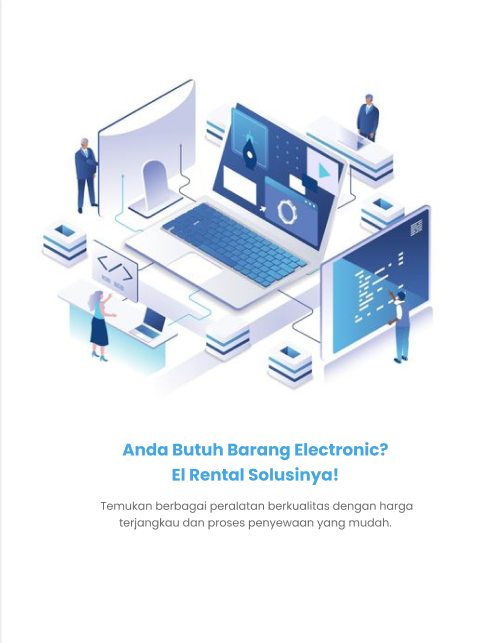 </>
Anda Butuh Barang Electronic?
El Rental Solusinya!
Temukan berbagai peralatan berkualitas dengan harga
terjangkau dan proses penyewaan yang mudah.